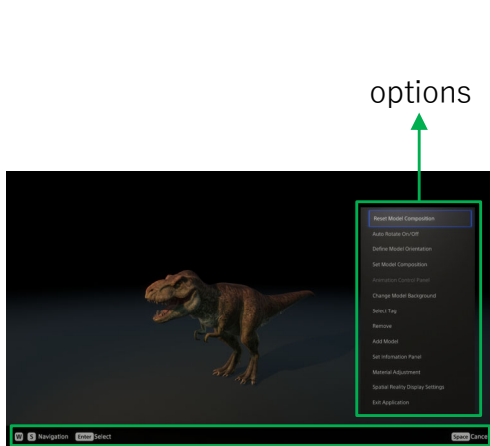 options
Reset Model Composition
Auto Rotate On/Off
Define Model Orientation
Set Model Composition
Animation Control Panel
Change Model Background
Select Tag
Remove
Add Model
Set Infomation Panel
Material Adjustment
Spatial Reality Display Settings
Exit Application
W S Navigation Enter Select Space Cance